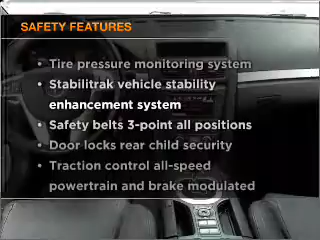 SAFETY FEATURES
• Tire pressure monitoring system
• Stabilitrak vehicle stability
enhancement system
• Safety belts 3-point all positions
• Door locks rear child security
• Traction control all-speed
powertrain and brake modulated